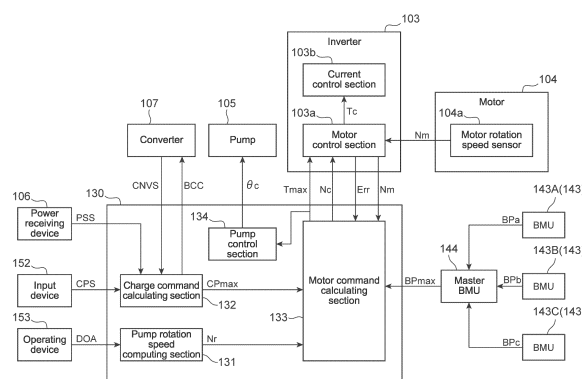 103
Inverter
103b
Current
control section
104
Motor
107
105
Tc
103a
104a
Converter
Pump
Motor
control section
Nm
Motor rotation
speed sensor
CNVS
BCC
θc
Tmax
Nc
Err
Nm
130
106
134
143A(143
Power
receiving
device
PSS
Pump
control
section
BPa
BMU
152
144
143B(143
Input
device
CPS
Charge command
calculating section
CPmax
Motor command
calculating
section
BPmax
Master
BMU
BPb
BMU
132
153
133
143C(143
Operating
device
DOA
Pump rotation
speed
computing section
Nr
131
BPc
BMU